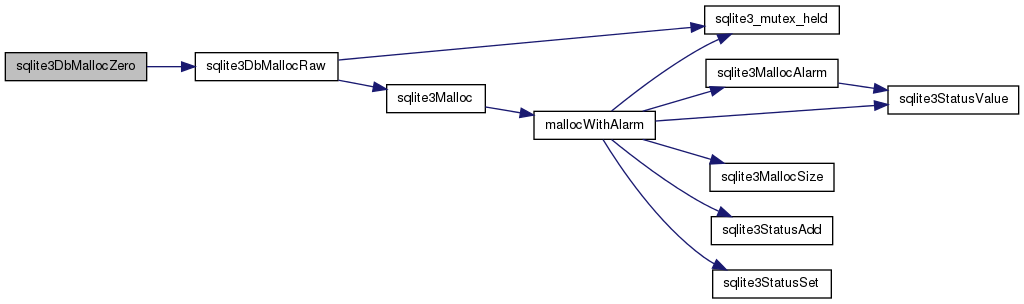 sqlite3DbMallocZero
sqlite3DbMallocRaw
sqlite3Malloc
mallocWithAlarm
sqlite3_mutex_held
sqlite3MallocAlarm
sqlite3StatusValue
sqlite3MallocSize
sqlite3StatusAdd
sqlite3StatusSet